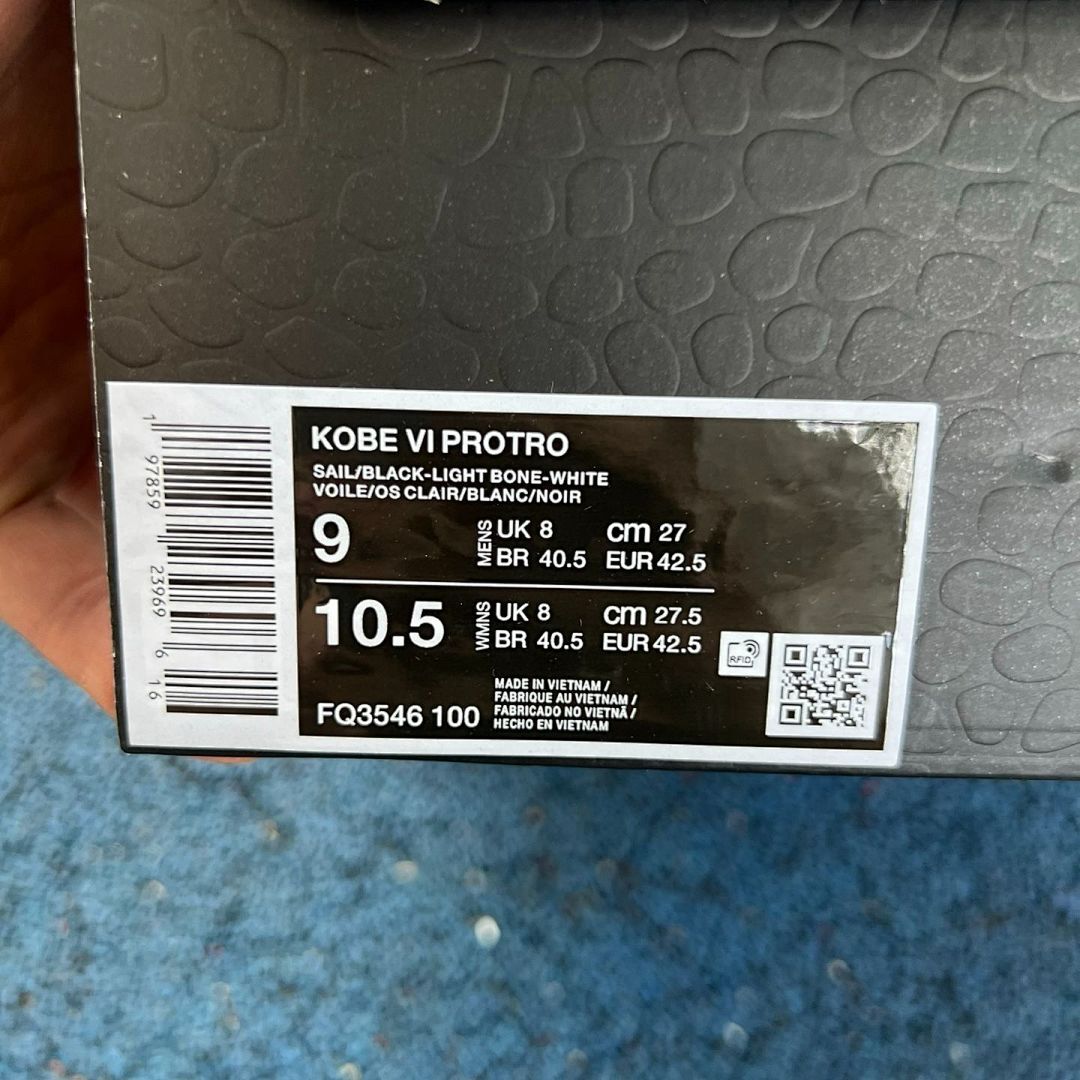 KOBE VI PROTRO
SAIL/BLACK-LIGHT BONE-WHITE
VOILE/OS CLAIR/BLANC/NOIR
9 MENS UK 8 cm 27
BR 40.5 EUR 42.5
10.5 WMNS UK 8 cm 27.5
BR 40.5 EUR 42.5
RFID
FQ3546 100
MADE IN VIETNAM /
FABRIQUE AU VIETNAM /
FABRICADO NO VIETNÃ /
HECHO EN VIETNAM
1 97859 23969 6 16